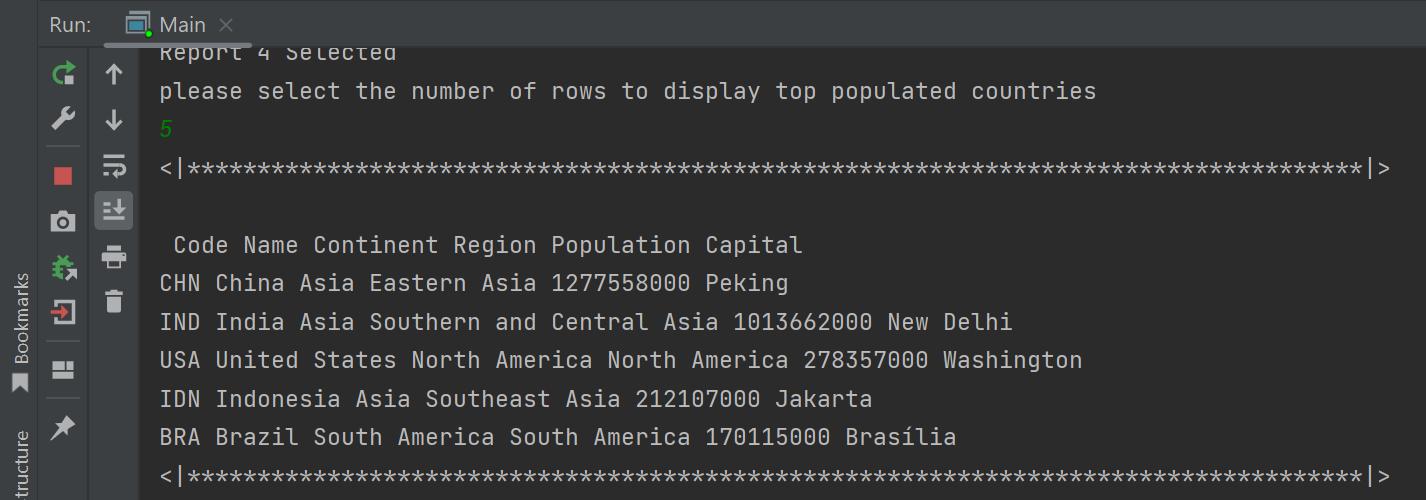 Run: Main
Report 4 Selected
please select the number of rows to display top populated countries
5
<|************************************************************************************|>
Code Name Continent Region Population Capital
CHN China Asia Eastern Asia 1277558000 Peking
IND India Asia Southern and Central Asia 1013662000 New Delhi
USA United States North America North America 278357000 Washington
IDN Indonesia Asia Southeast Asia 212107000 Jakarta
BRA Brazil South America South America 170115000 Brasília
<|************************************************************************************|>
Bookmarks
tructure